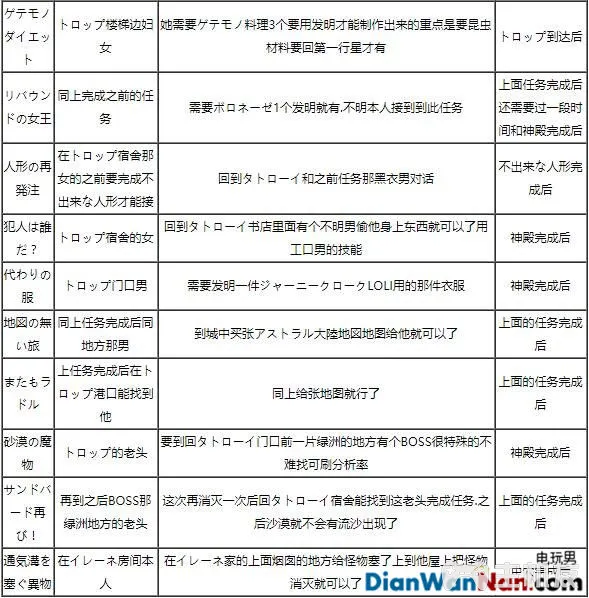 ゲテモノ
ダイエッ
ト
トロップ楼梯边妇
女
她需要ゲテモノ料理3个要用发明才能制作出来的重点是要昆虫
材料要回第一行星才有
トロップ到达后
リバウン
ドの女王
同上完成之前的任
务
需要ボロネーゼ1个发明就有.不明本人接到到此任务
上面任务完成后
还需要过一段时
间和神殿完成后
人形の再
発注
在トロップ宿舍那
女的之前要完成不
出来な人形才能接
回到タトローイ和之前任务那黑衣男对话
不出来な人形完
成后
犯人は誰
だ？
トロップ宿舍的女
回到タトローイ书店里面有个不明男偷他身上东西就可以了用
工口男的技能
神殿完成后
代わりの
服
トロップ门口男
需要发明一件ジャーニークロークLOLI用的那件衣服
神殿完成后
地図の無
い旅
同上任务完成后同
地方那男
到城中买张アストラル大陸地図地图给他就可以了
上面的任务完成
后
またもラ
ドル
上任务完成后在ト
ロップ港口能找到
他
同上给张地图就行了
上面的任务完成
后
砂漠の魔
物
トロップ的老头
要到回タトローイ门口前一片绿洲的地方有个BOSS很特殊的不
难找可刷分析率
神殿完成后
サンドバ
ード再
び！
再到之后BOSS那
绿洲地方的老头
这次再消灭一次后回タトローイ宿舍能找到这老头完成任务.之
后沙漠就不会有流沙出现了
上面的任务完成
后
通気溝を
塞ぐ異物
在イレーネ房间本
人
在イレーネ家的上面烟囱的地方给怪物塞了上到他屋上把怪物
消灭就可以了
电玩男
DianWanNan.com